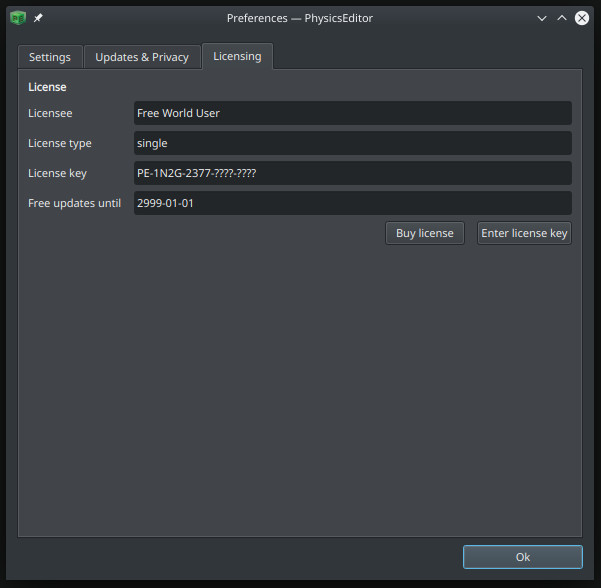 Preferences — PhysicsEditor
Settings Updates & Privacy Licensing
License
Licensee Free World User
License type single
License key PE-1N2G-2377-????-????
Free updates until 2999-01-01
Buy license Enter license key
Ok